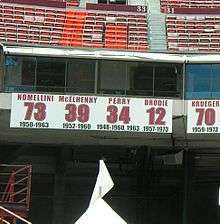 33 31
NOMELLINI McELHENNY PERRY BRODIE KRUEGER
73 39 34 12 70
1950-1963 1952-1960 1948-1960, 1963 1957-1973 1959-1973